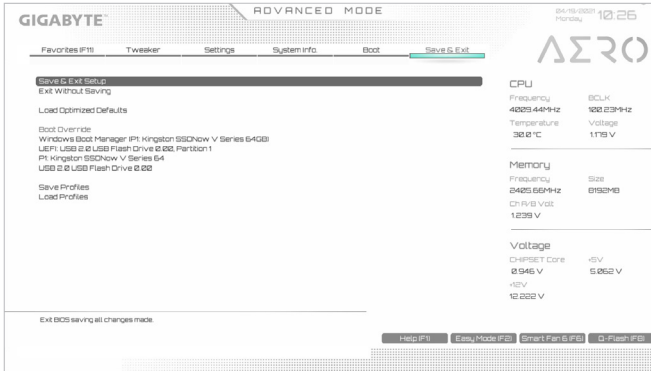 GIGABYTE™
ADVANCED MODE
04/19/2021
Monday
10:26
Favorites (F11)
Tweaker
Settings
System Info.
Boot
Save & Exit
AERO
Save & Exit Setup
Exit Without Saving
Load Optimized Defaults
Boot Override
Windows Boot Manager (P1: Kingston SSDNow V Series 64GB)
UEFI: USB 2.0 USB Flash Drive 0.00, Partition 1
P1: Kingston SSDNow V Series 64
USB 2.0 USB Flash Drive 0.00
Save Profiles
Load Profiles
CPU
Frequency BCLK
4009.44MHz 100.23MHz
Temperature Voltage
30.0 °C 1.179 V
Memory
Frequency Size
2405.66MHz 8192MB
Ch A/B Volt
1.239 V
Voltage
CHIPSET Core +5V
0.946 V 5.062 V
+12V
12.222 V
Exit BIOS saving all changes made.
Help (F1) Easy Mode (F2) Smart Fan 6 (F6) Q-Flash (F8)